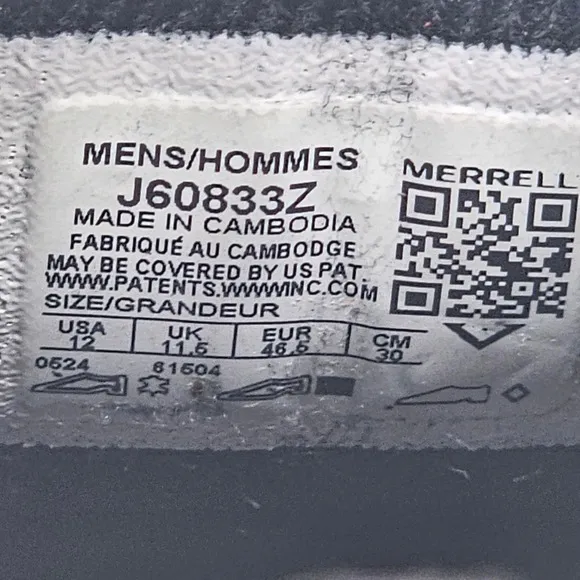 MENS/HOMMES
MERRELL
J60833Z
MADE IN CAMBODIA
FABRIQUÉ AU CAMBODGE
MAY BE COVERED BY US PAT.
WWW.PATENTS.WWWINC.COM
SIZE/GRANDEUR
USA UK EUR CM
12 11.5 46.5 30
0524 61504